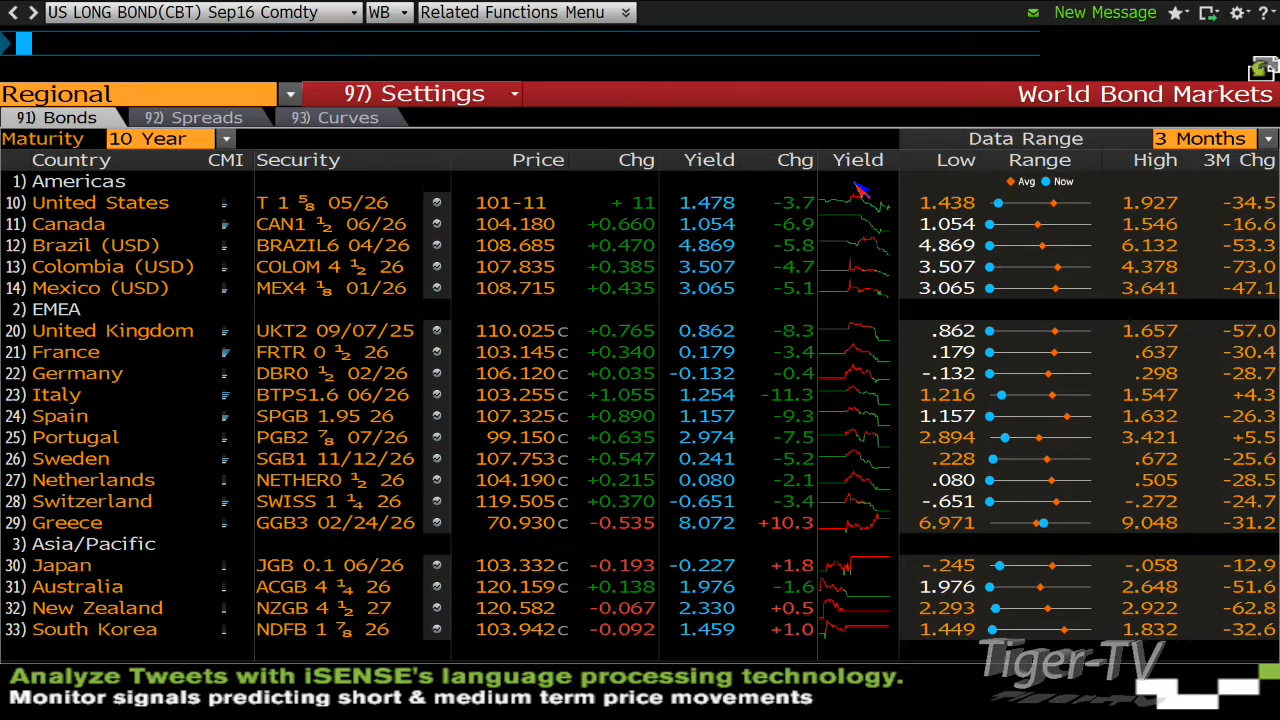 US LONG BOND(CBT) Sep16 Comdty WB Related Functions Menu New Message ?
Regional 97) Settings World Bond Markets
91) Bonds 92) Spreads 93) Curves
Maturity 10 Year Data Range 3 Months
Country CMI Security Price Chg Yield Chg Yield Low Range High 3M Chg
1) Americas Avg Now
10) United States T 1 ⅝ 05/26 101-11 + 11 1.478 -3.7 1.438 1.927 -34.5
11) Canada CAN1 ½ 06/26 104.180 +0.660 1.054 -6.9 1.054 1.546 -16.6
12) Brazil (USD) BRAZIL6 04/26 108.685 +0.470 4.869 -5.8 4.869 6.132 -53.3
13) Colombia (USD) COLOM 4 ½ 26 107.835 +0.385 3.507 -4.7 3.507 4.378 -73.0
14) Mexico (USD) MEX4 ⅛ 01/26 108.715 +0.435 3.065 -5.1 3.065 3.641 -47.1
2) EMEA
20) United Kingdom UKT2 09/07/25 110.025 c +0.765 0.862 -8.3 .862 1.657 -57.0
21) France FRTR 0 ½ 26 103.145 c +0.340 0.179 -3.4 .179 .637 -30.4
22) Germany DBR0 ½ 02/26 106.120 c +0.035 -0.132 -0.4 -.132 .298 -28.7
23) Italy BTPS1.6 06/26 103.255 c +1.055 1.254 -11.3 1.216 1.547 +4.3
24) Spain SPGB 1.95 26 107.325 c +0.890 1.157 -9.3 1.157 1.632 -26.3
25) Portugal PGB2 ⅞ 07/26 99.150 c +0.635 2.974 -7.5 2.894 3.421 +5.5
26) Sweden SGB1 11/12/26 107.753 c +0.547 0.241 -5.2 .228 .672 -25.6
27) Netherlands NETHER0 ½ 26 104.190 c +0.215 0.080 -2.1 .080 .505 -28.5
28) Switzerland SWISS 1 ¼ 26 119.505 c +0.370 -0.651 -3.4 -.651 -.272 -24.7
29) Greece GGB3 02/24/26 70.930 c -0.535 8.072 +10.3 6.971 9.048 -31.2
3) Asia/Pacific
30) Japan JGB 0.1 06/26 103.332 c -0.193 -0.227 +1.8 -.245 -.058 -12.9
31) Australia ACGB 4 ¼ 26 120.159 c +0.138 1.976 -1.6 1.976 2.648 -51.6
32) New Zealand NZGB 4 ½ 27 120.582 -0.067 2.330 +0.5 2.293 2.922 -62.8
33) South Korea NDFB 1 ⅞ 26 103.942 c -0.092 1.459 +1.0 1.449 1.832 -32.6
Tiger-TV
Analyze Tweets with iSENSE's language processing technology.
Monitor signals predicting short & medium term price movements